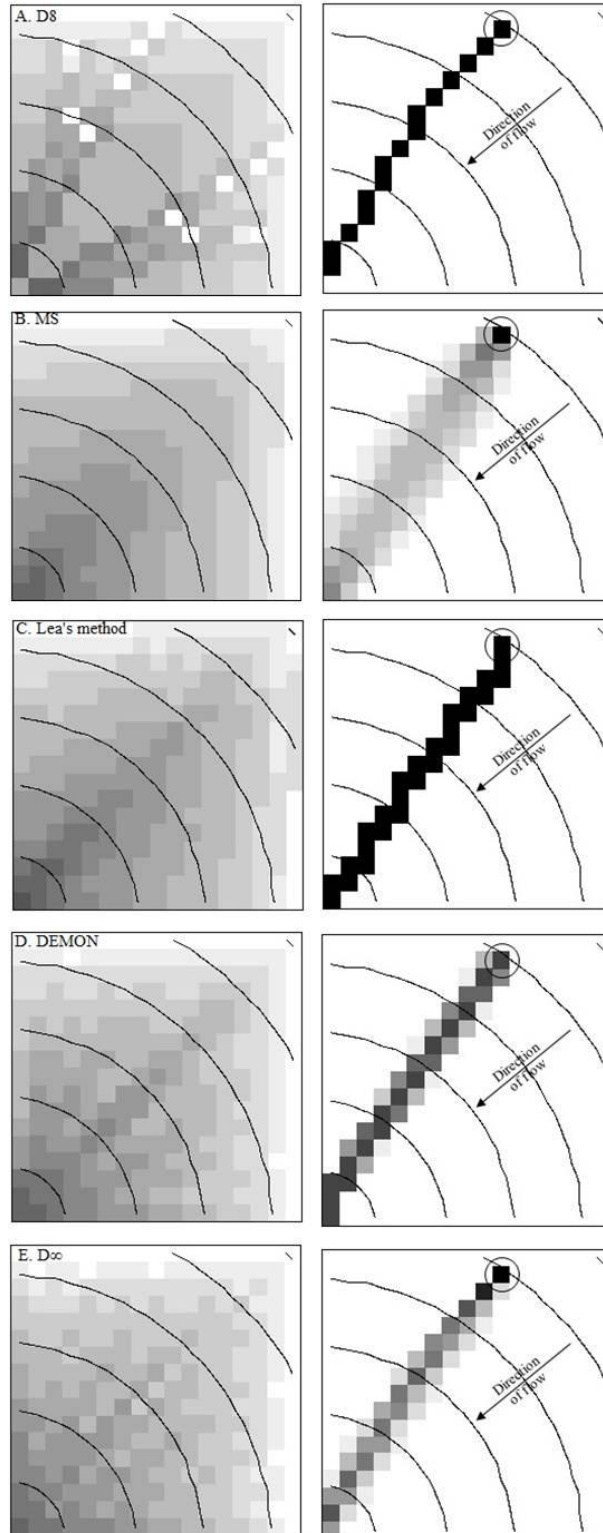 A. D8
Direction
of flow
B. MS
Direction
of flow
C. Lea's method
Direction
of flow
D. DEMON
Direction
of flow
E. D∞
Direction
of flow